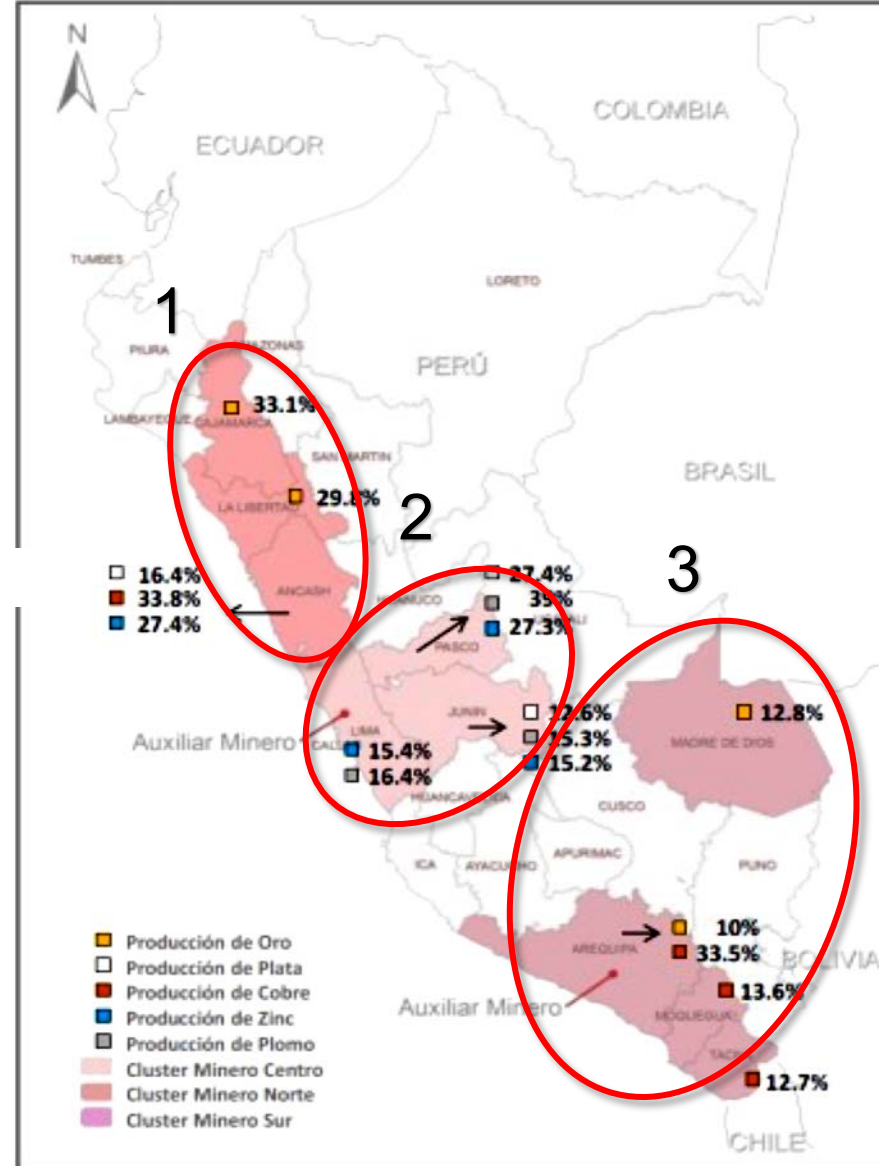 N
COLOMBIA
ECUADOR
TUMBES
LORETO
1
PIURA
AMAZONAS
PERÚ
33.1%
LAMBAYEQUE
CAJAMARCA
SAN MARTIN
BRASIL
29.8%
LA LIBERTAD
2
3
16.4%
33.8%
27.4%
ANCASH
HUANUCO
27.4%
35%
27.3%
PASCO
JUNIN
12.6%
15.3%
15.2%
12.8%
MADRE DE DIOS
Auxiliar Minero
LIMA
15.4%
16.4%
HUANCAVELICA
CUSCO
ICA
AYACUCHO
APURIMAC
PUNO
10%
33.5%
AREQUIPA
BOLIVIA
13.6%
Auxiliar Minero
MOQUEGUA
TACNA
12.7%
CHILE
Producción de Oro
Producción de Plata
Producción de Cobre
Producción de Zinc
Producción de Plomo
Cluster Minero Centro
Cluster Minero Norte
Cluster Minero Sur